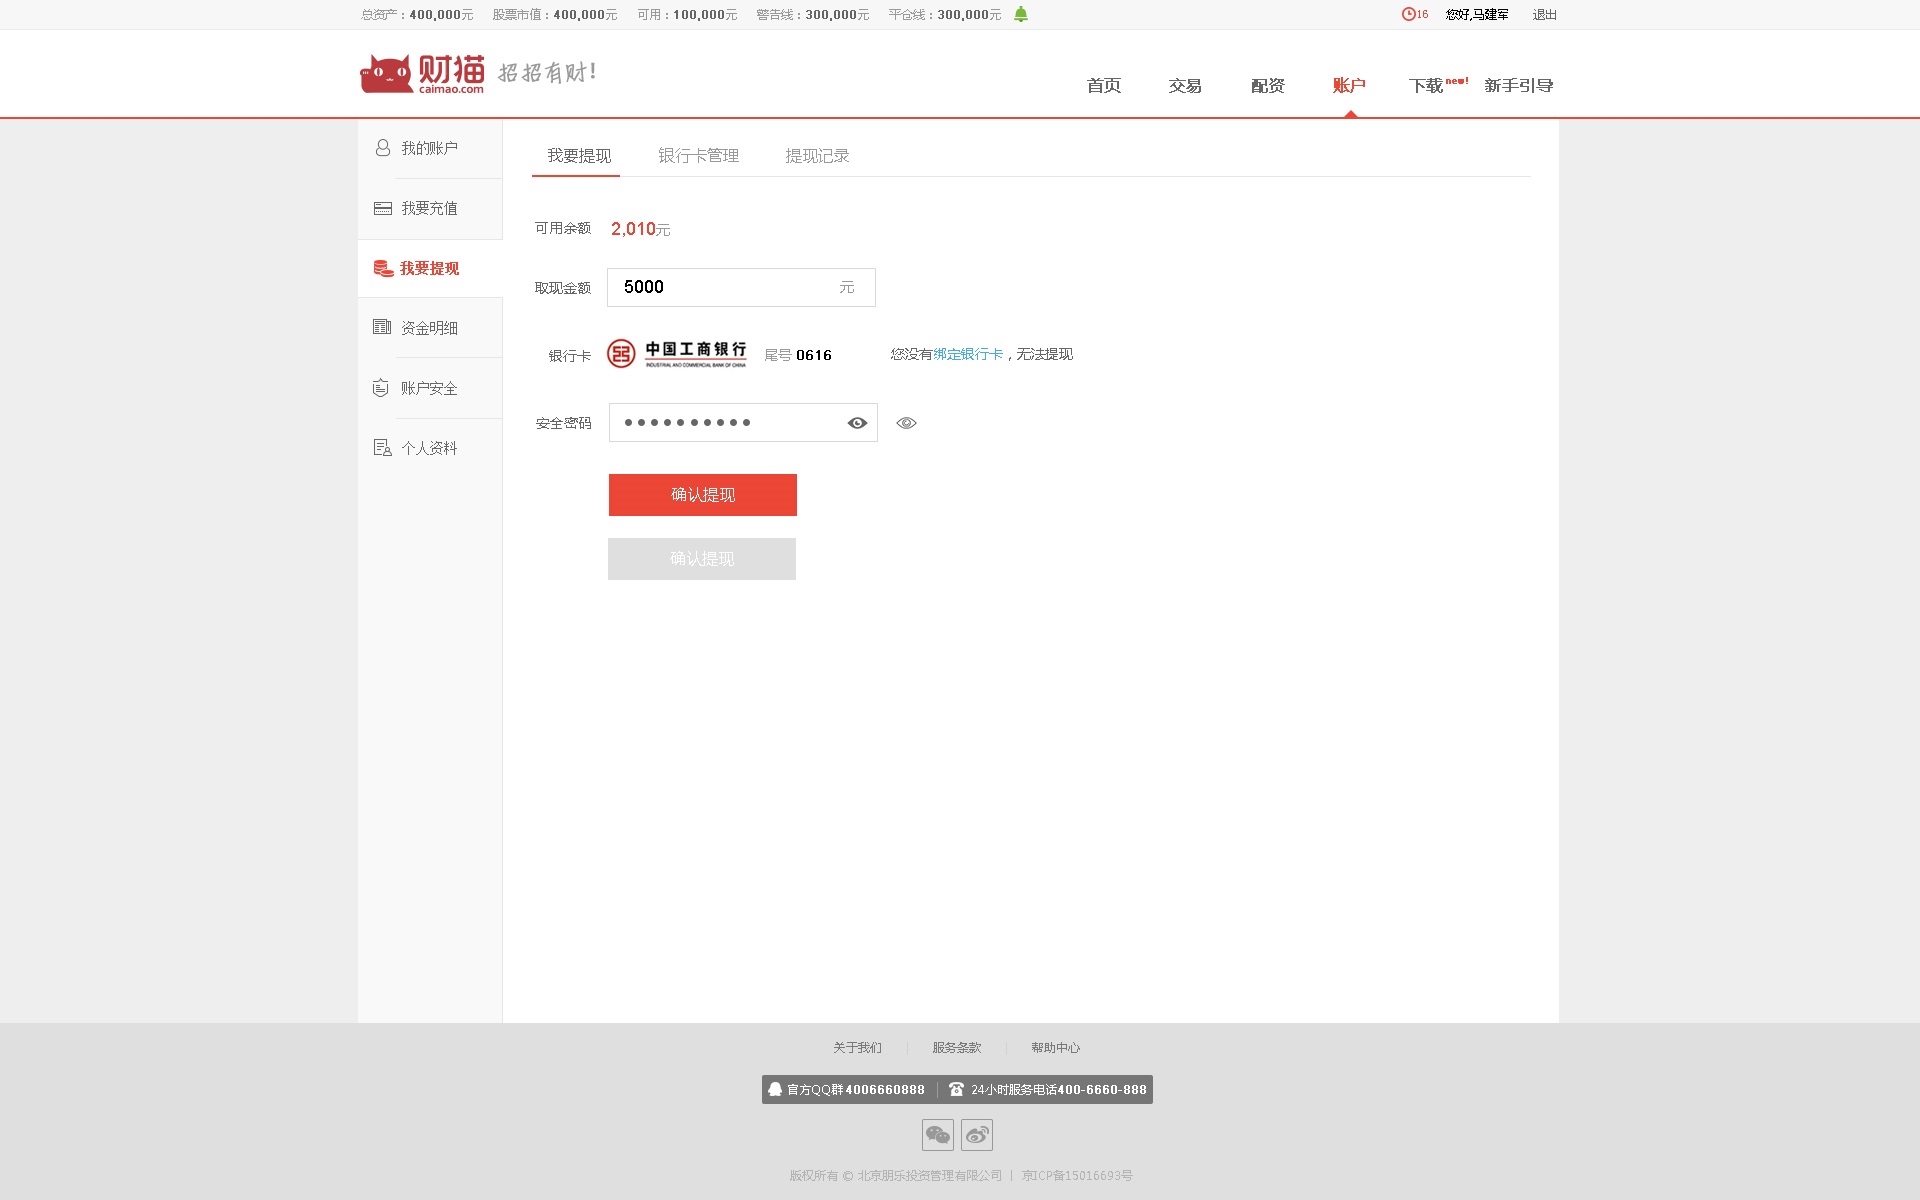 总资产：400,000元 股票市值：400,000元 可用：100,000元 警告线：300,000元 平仓线：300,000元 16 您好,马建军 退出
财猫 caimao.com 招招有财!
首页 交易 配资 账户 下载 new! 新手引导
我的账户
我要充值
我要提现
资金明细
账户安全
个人资料
我要提现 银行卡管理 提现记录
可用余额 2,010元
取现金额 5000 元
银行卡 中国工商银行 INDUSTRIAL AND COMMERCIAL BANK OF CHINA 尾号 0616 您没有绑定银行卡，无法提现
安全密码 ●●●●●●●●●●
确认提现
确认提现
关于我们 服务条款 帮助中心
官方QQ群4006660888 24小时服务电话400-6660-888
版权所有 © 北京朋乐投资管理有限公司 | 京ICP备15016693号